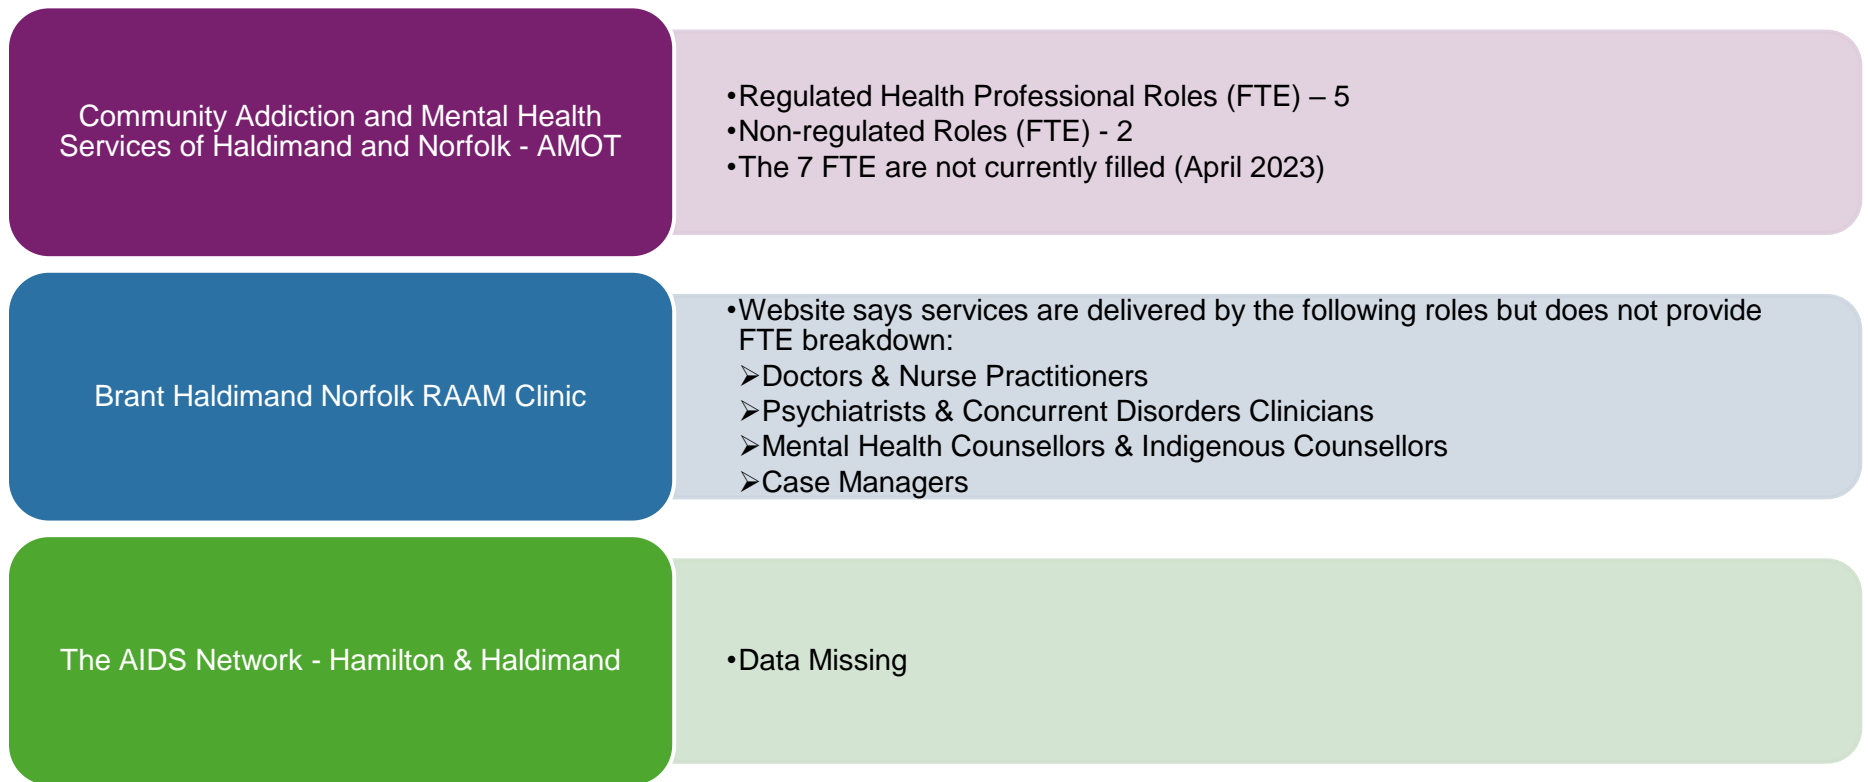 Community Addiction and Mental Health
Services of Haldimand and Norfolk - AMOT
•Regulated Health Professional Roles (FTE) – 5
•Non-regulated Roles (FTE) - 2
•The 7 FTE are not currently filled (April 2023)
Brant Haldimand Norfolk RAAM Clinic
•Website says services are delivered by the following roles but does not provide
FTE breakdown:
➢Doctors & Nurse Practitioners
➢Psychiatrists & Concurrent Disorders Clinicians
➢Mental Health Counsellors & Indigenous Counsellors
➢Case Managers
The AIDS Network - Hamilton & Haldimand
•Data Missing